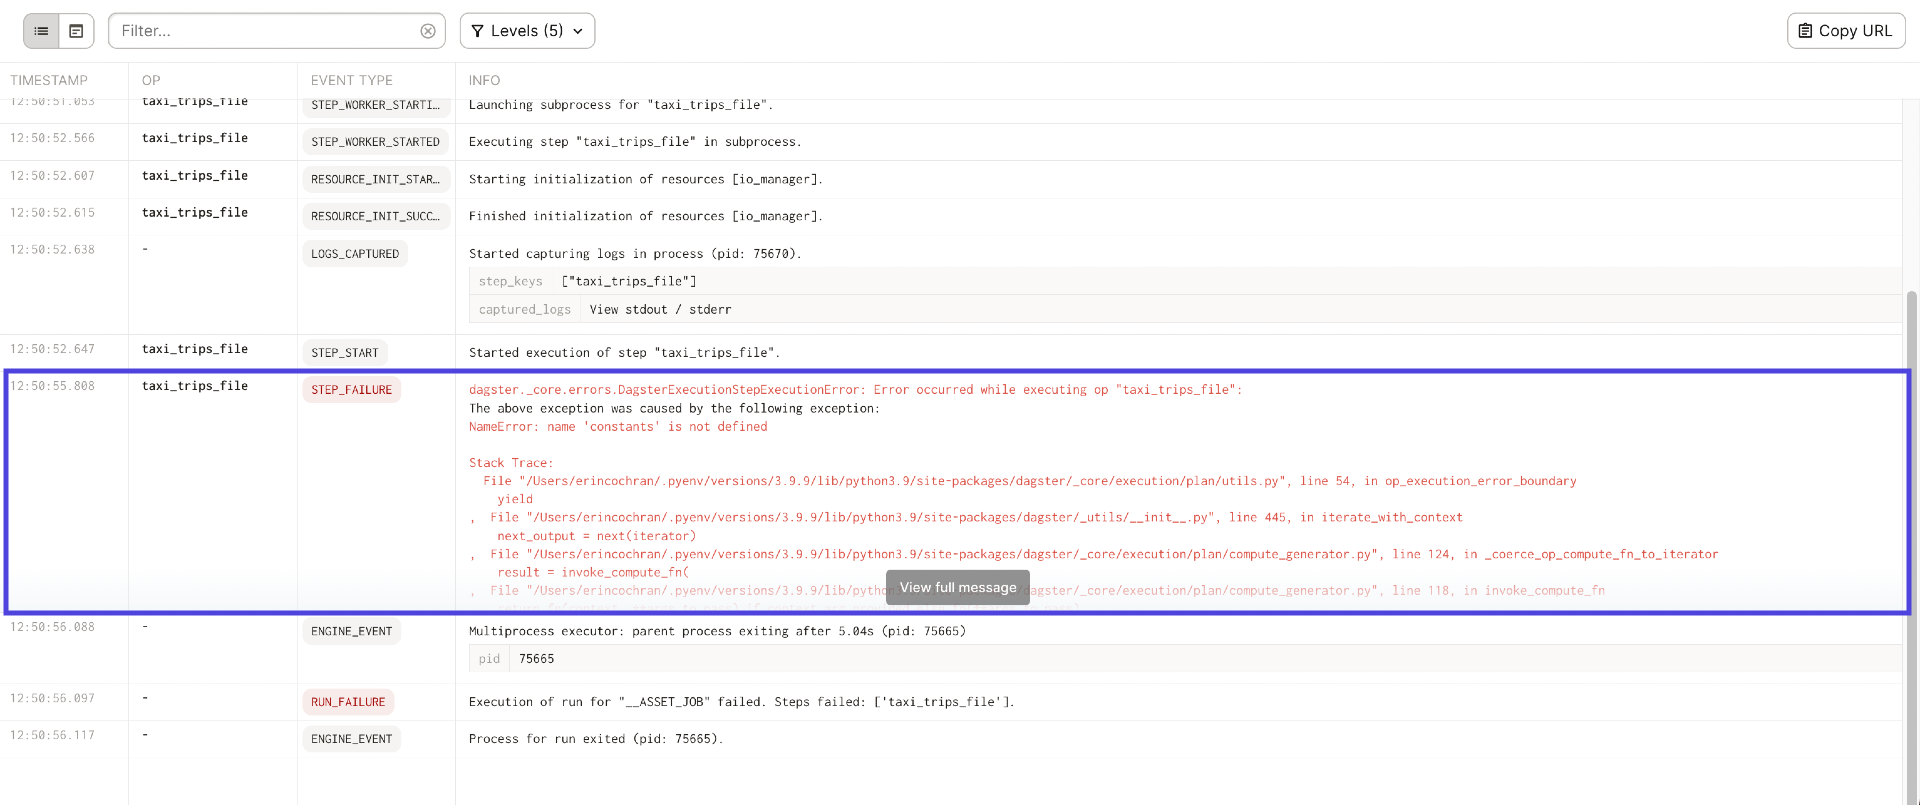 Filter...
Levels (5)
Copy URL
TIMESTAMP OP EVENT TYPE INFO
12:50:51.053 taxi_trips_file STEP_WORKER_STARTI... Launching subprocess for "taxi_trips_file".
12:50:52.566 taxi_trips_file STEP_WORKER_STARTED Executing step "taxi_trips_file" in subprocess.
12:50:52.607 taxi_trips_file RESOURCE_INIT_STAR... Starting initialization of resources [io_manager].
12:50:52.615 taxi_trips_file RESOURCE_INIT_SUCC... Finished initialization of resources [io_manager].
12:50:52.638 - LOGS_CAPTURED Started capturing logs in process (pid: 75670).
step_keys ["taxi_trips_file"]
captured_logs View stdout / stderr
12:50:52.647 taxi_trips_file STEP_START Started execution of step "taxi_trips_file".
12:50:55.808 taxi_trips_file STEP_FAILURE dagster._core.errors.DagsterExecutionStepExecutionError: Error occurred while executing op "taxi_trips_file":
The above exception was caused by the following exception:
NameError: name 'constants' is not defined
Stack Trace:
File "/Users/erincochran/.pyenv/versions/3.9.9/lib/python3.9/site-packages/dagster/_core/execution/plan/utils.py", line 54, in op_execution_error_boundary
yield
, File "/Users/erincochran/.pyenv/versions/3.9.9/lib/python3.9/site-packages/dagster/_utils/__init__.py", line 445, in iterate_with_context
next_output = next(iterator)
, File "/Users/erincochran/.pyenv/versions/3.9.9/lib/python3.9/site-packages/dagster/_core/execution/plan/compute_generator.py", line 124, in _coerce_op_compute_fn_to_iterator
result = invoke_compute_fn(
, File "/Users/erincochran/.pyenv/versions/3.9.9/lib/python3.9/site-packages/dagster/_core/execution/plan/compute_generator.py", line 118, in invoke_compute_fn
View full message
12:50:56.088 - ENGINE_EVENT Multiprocess executor: parent process exiting after 5.04s (pid: 75665)
pid 75665
12:50:56.097 - RUN_FAILURE Execution of run for "__ASSET_JOB" failed. Steps failed: ['taxi_trips_file'].
12:50:56.117 - ENGINE_EVENT Process for run exited (pid: 75665).